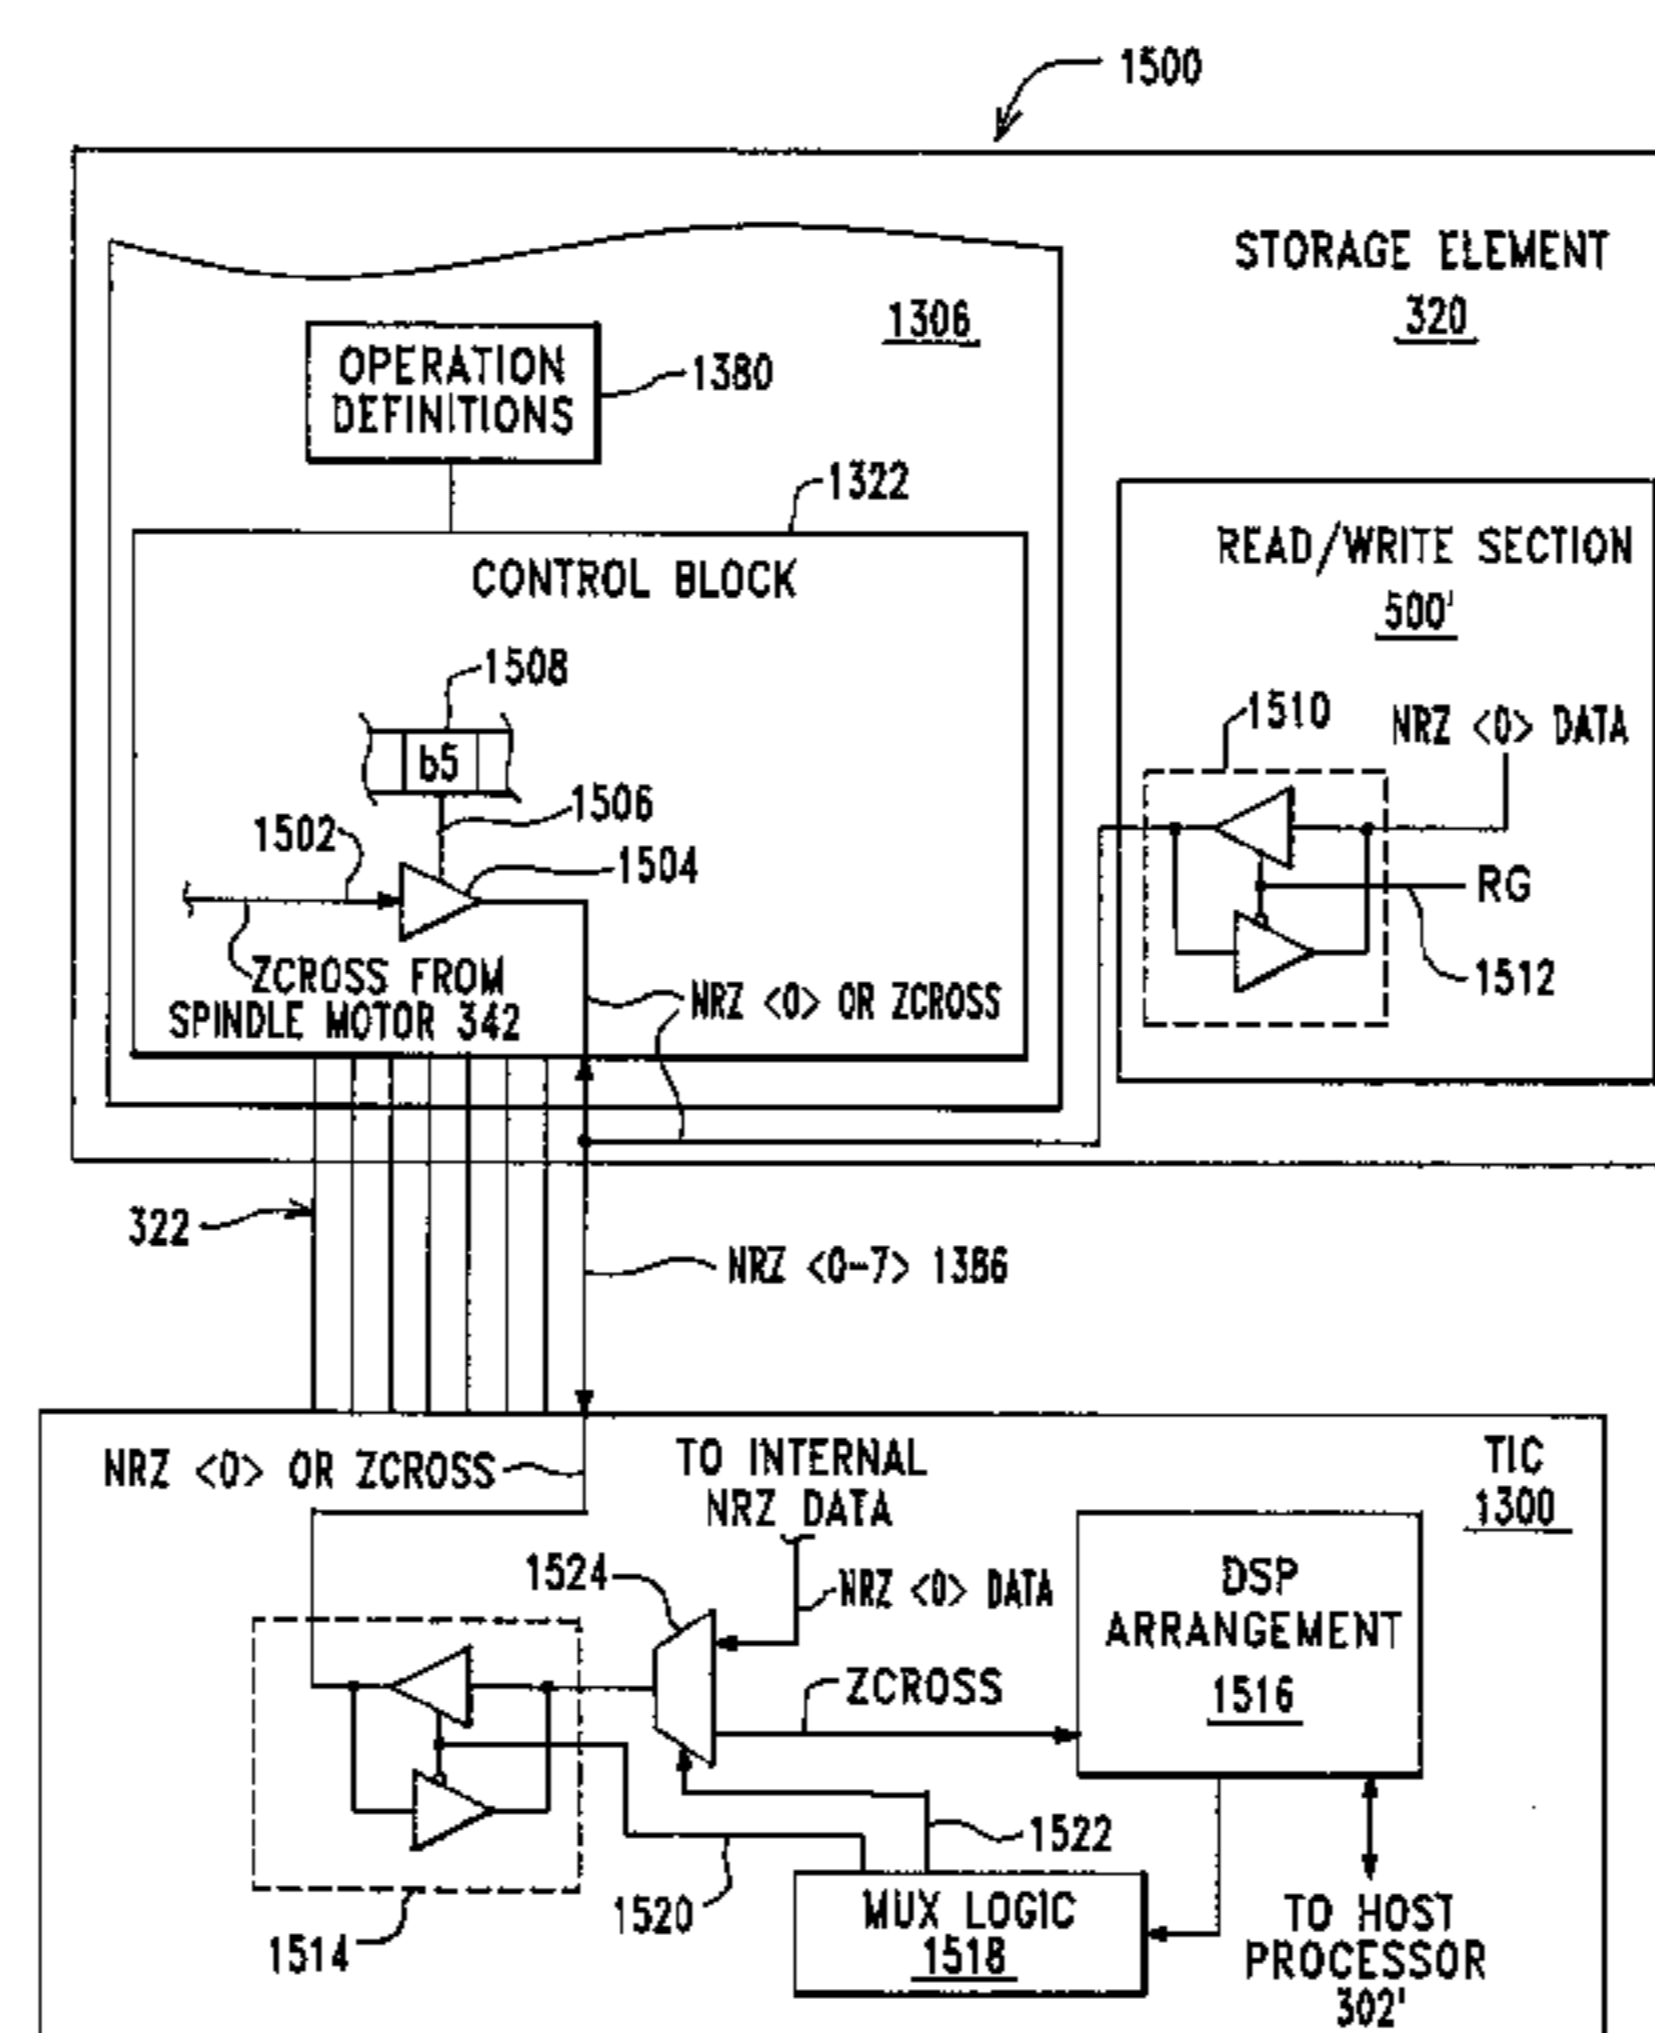 1500
STORAGE ELEMENT
320
1306
OPERATION
DEFINITIONS
1380
1322
CONTROL BLOCK
READ/WRITE SECTION
500'
1508
b5
1510
NRZ <0> DATA
1506
1502
1504
RG
ZCROSS FROM
SPINDLE MOTOR 342
NRZ <0> OR ZCROSS
1512
322
NRZ <0-7> 1386
NRZ <0> OR ZCROSS
TO INTERNAL
NRZ DATA
TIC
1300
1524
NRZ <0> DATA
DSP
ARRANGEMENT
1516
ZCROSS
1522
1520
MUX LOGIC
1518
1514
TO HOST
PROCESSOR
302'